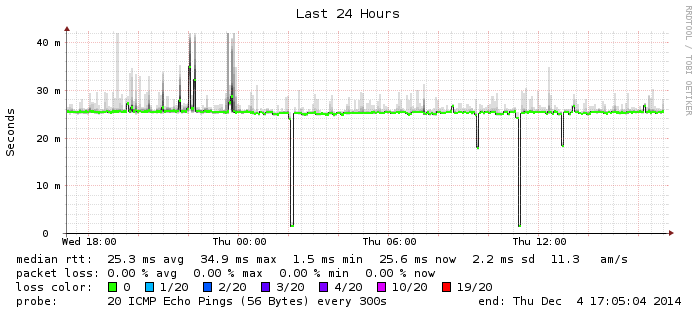 Last 24 Hours
RRDTOOL / TOBI OETIKER
Seconds
40 m
30 m
20 m
10 m
0
Wed 18:00 Thu 00:00 Thu 06:00 Thu 12:00
median rtt: 25.3 ms avg 34.9 ms max 1.5 ms min 25.6 ms now 2.2 ms sd 11.3 am/s
packet loss: 0.00 % avg 0.00 % max 0.00 % min 0.00 % now
loss color: 0 1/20 2/20 3/20 4/20 10/20 19/20
probe: 20 ICMP Echo Pings (56 Bytes) every 300s end: Thu Dec 4 17:05:04 2014